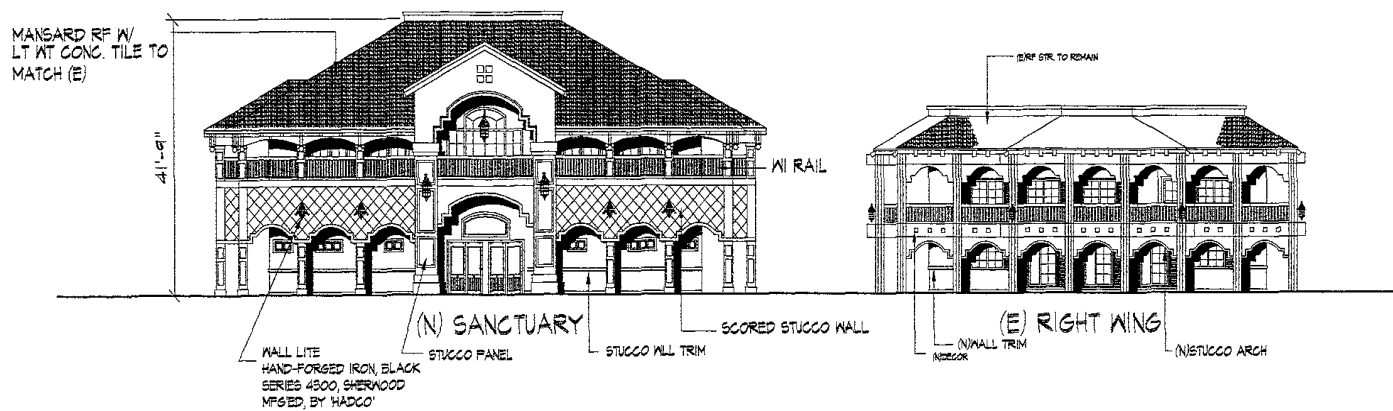 MANSARD RF W/
LT WT CONC. TILE TO
MATCH (E)
41'-9"
(E)RF STR. TO REMAIN
WI RAIL
(N) SANCTUARY
(E) RIGHT WING
WALL LITE
HAND-FORGED IRON, BLACK
SERIES 4300, SHERWOOD
MFGED, BY 'HADCO'
STUCCO PANEL
STUCCO WLL TRIM
SCORED STUCCO WALL
(N)DECOR
(N)WALL TRIM
(N)STUCCO ARCH